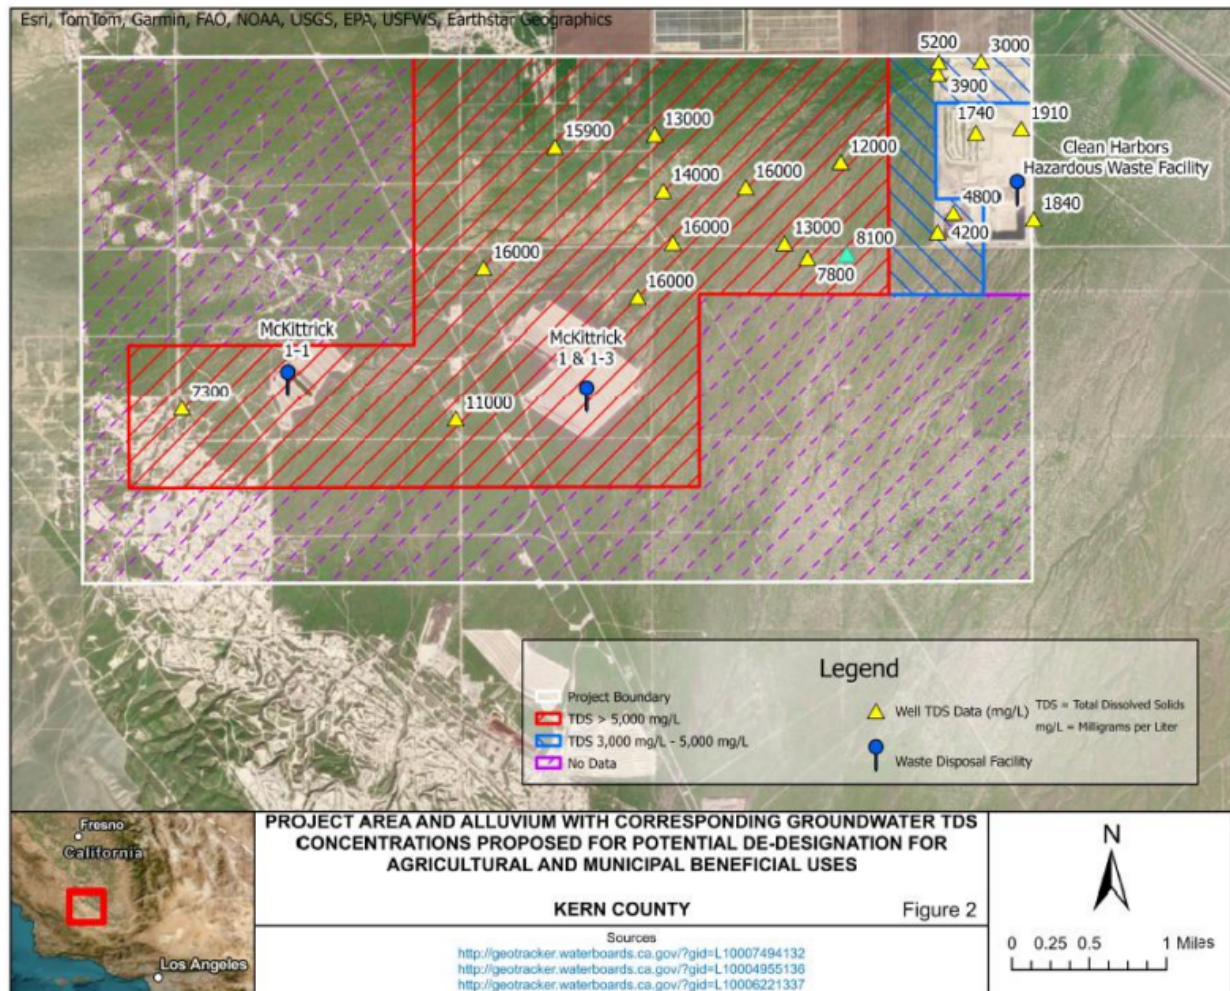 Esri, TomTom, Garmin, FAO, NOAA, USGS, EPA, USFWS, Earthstar Geographics
5200
3000
3900
1740
1910
15900
13000
12000
Clean Harbors
Hazardous Waste Facility
14000
16000
4800
1840
16000
13000
8100
4200
16000
7800
16000
McKittrick
1-1
McKittrick
1 & 1-3
7300
11000
Legend
Project Boundary
TDS > 5,000 mg/L
TDS 3,000 mg/L - 5,000 mg/L
No Data
Well TDS Data (mg/L)
TDS = Total Dissolved Solids
mg/L = Milligrams per Liter
Waste Disposal Facility
Fresno
California
Los Angeles
PROJECT AREA AND ALLUVIUM WITH CORRESPONDING GROUNDWATER TDS
CONCENTRATIONS PROPOSED FOR POTENTIAL DE-DESIGNATION FOR
AGRICULTURAL AND MUNICIPAL BENEFICIAL USES
KERN COUNTY
Figure 2
Sources
http://geotracker.waterboards.ca.gov/?gid=L10007494132
http://geotracker.waterboards.ca.gov/?gid=L10004955136
http://geotracker.waterboards.ca.gov/?gid=L10006221337
N
0 0.25 0.5 1 Miles